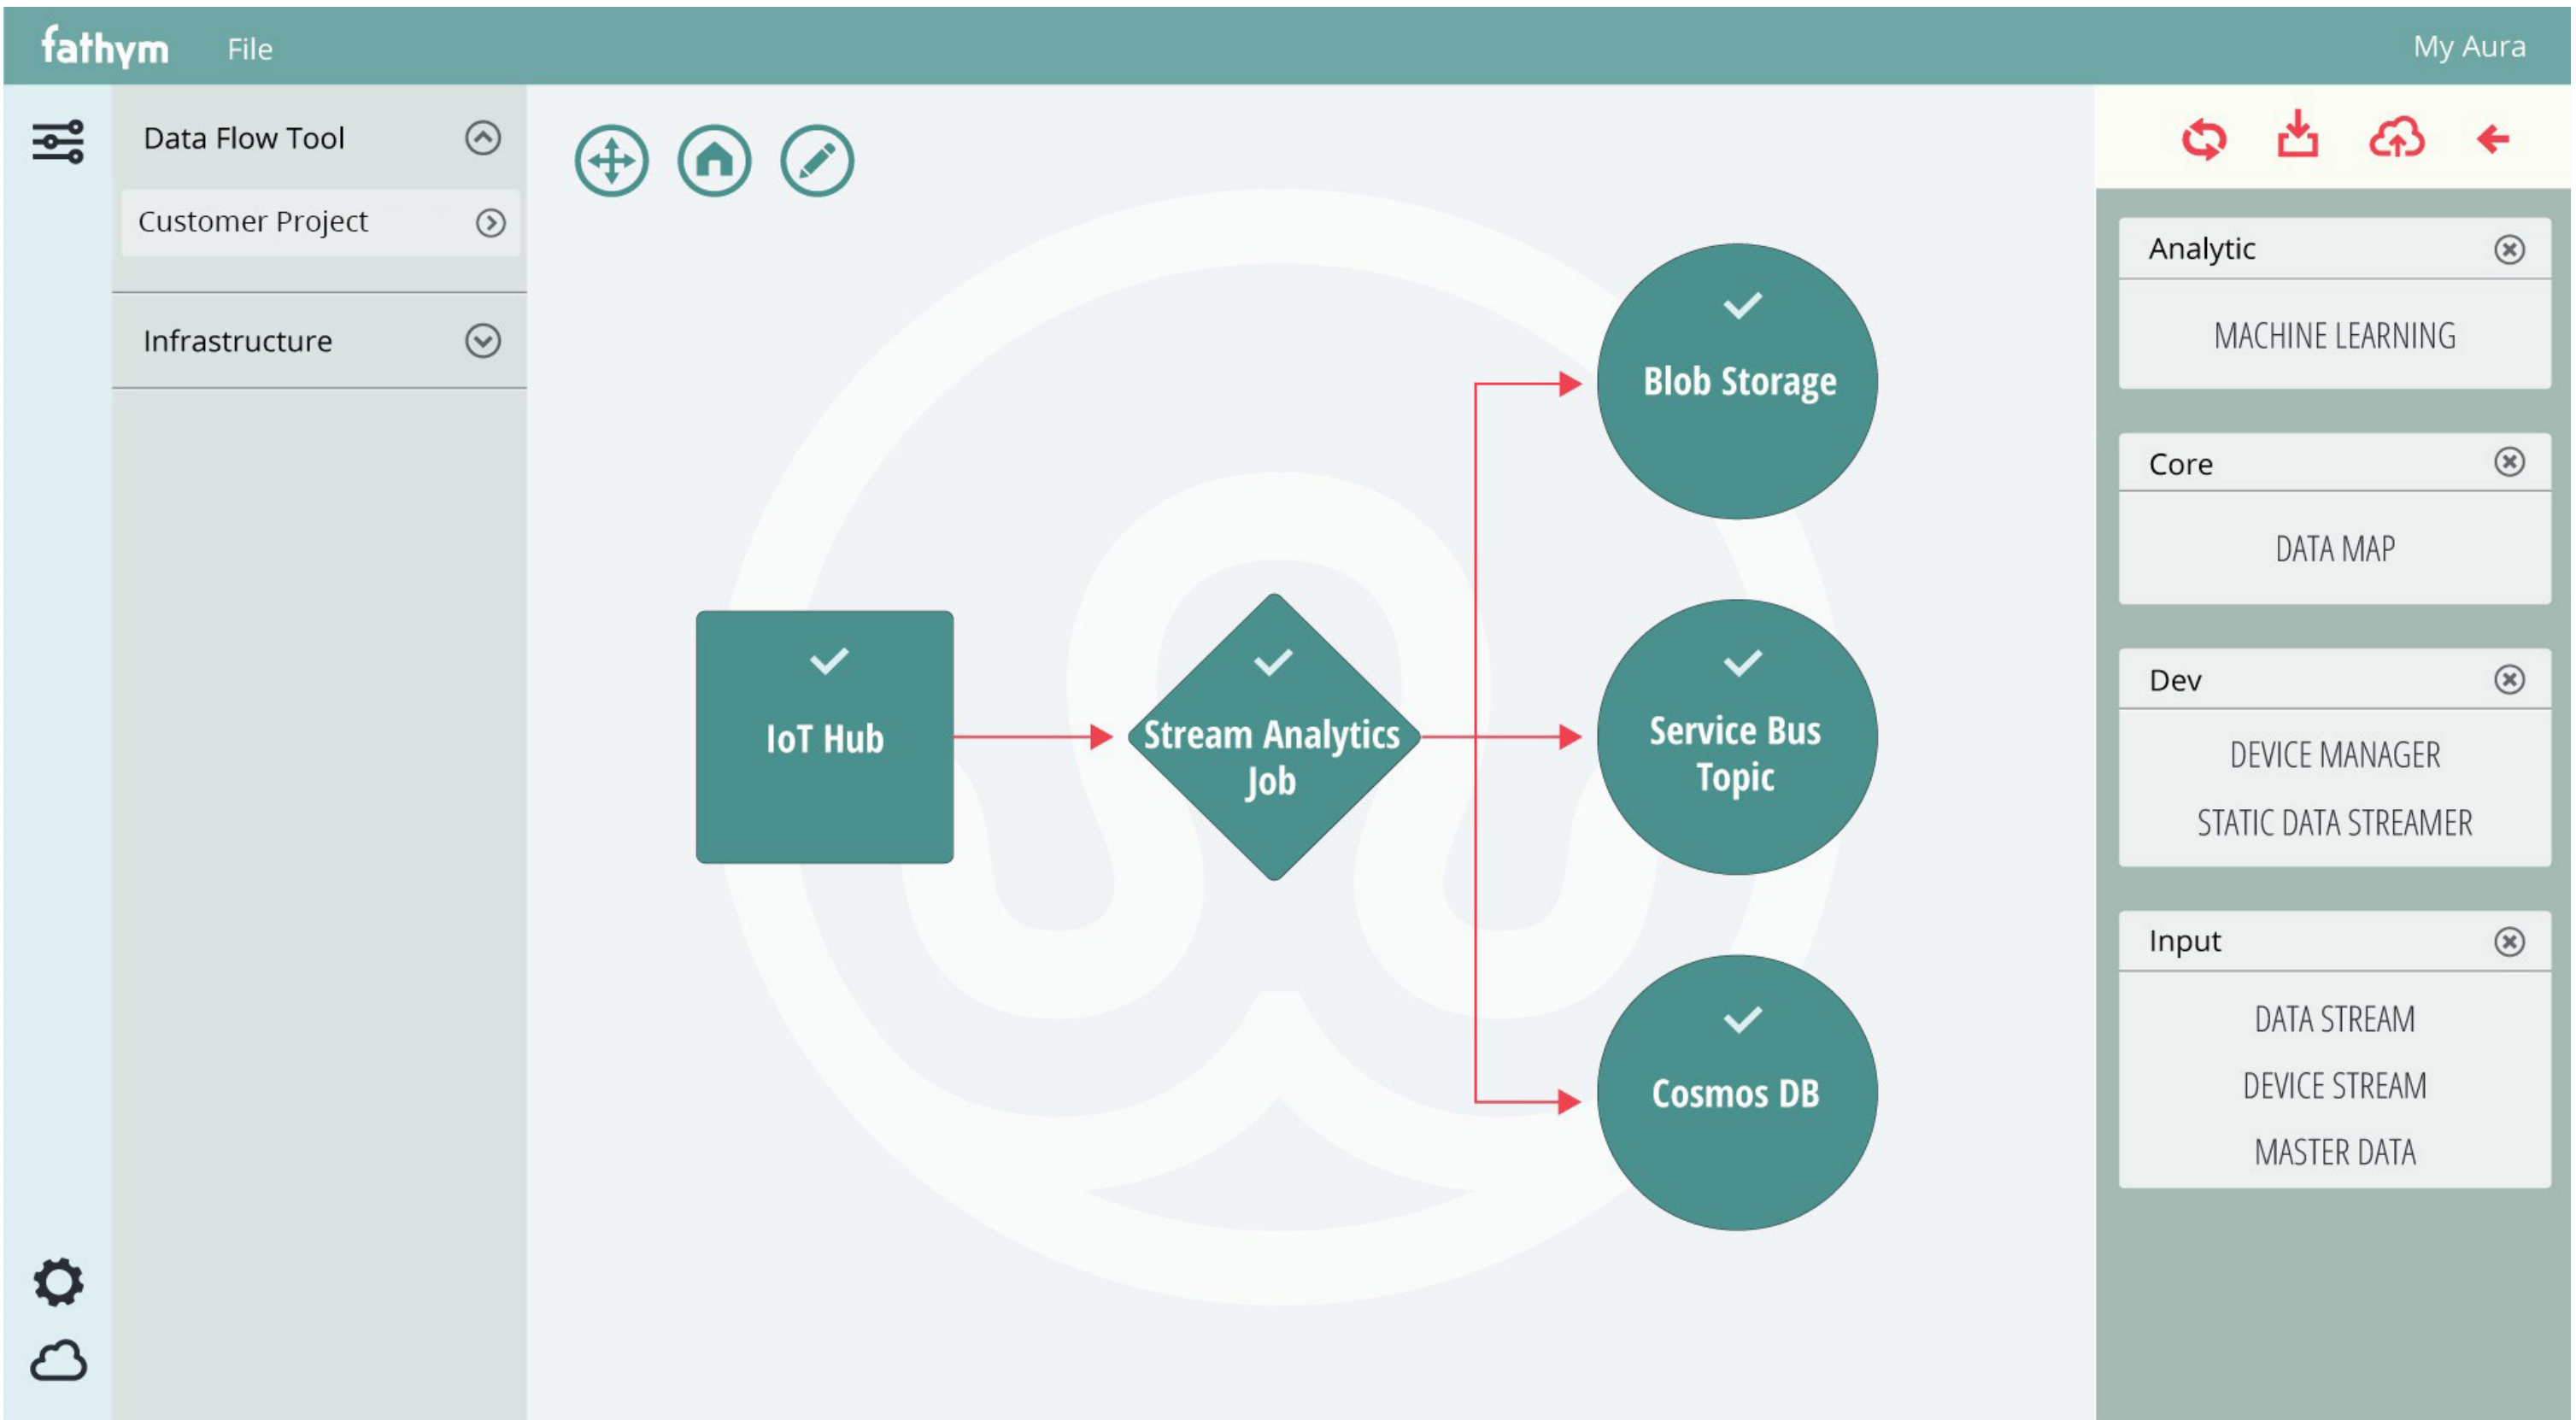 fathym
File
My Aura
Data Flow Tool
Customer Project
Infrastructure
IoT Hub
Stream Analytics
Job
Blob Storage
Service Bus
Topic
Cosmos DB
Analytic
MACHINE LEARNING
Core
DATA MAP
Dev
DEVICE MANAGER
STATIC DATA STREAMER
Input
DATA STREAM
DEVICE STREAM
MASTER DATA